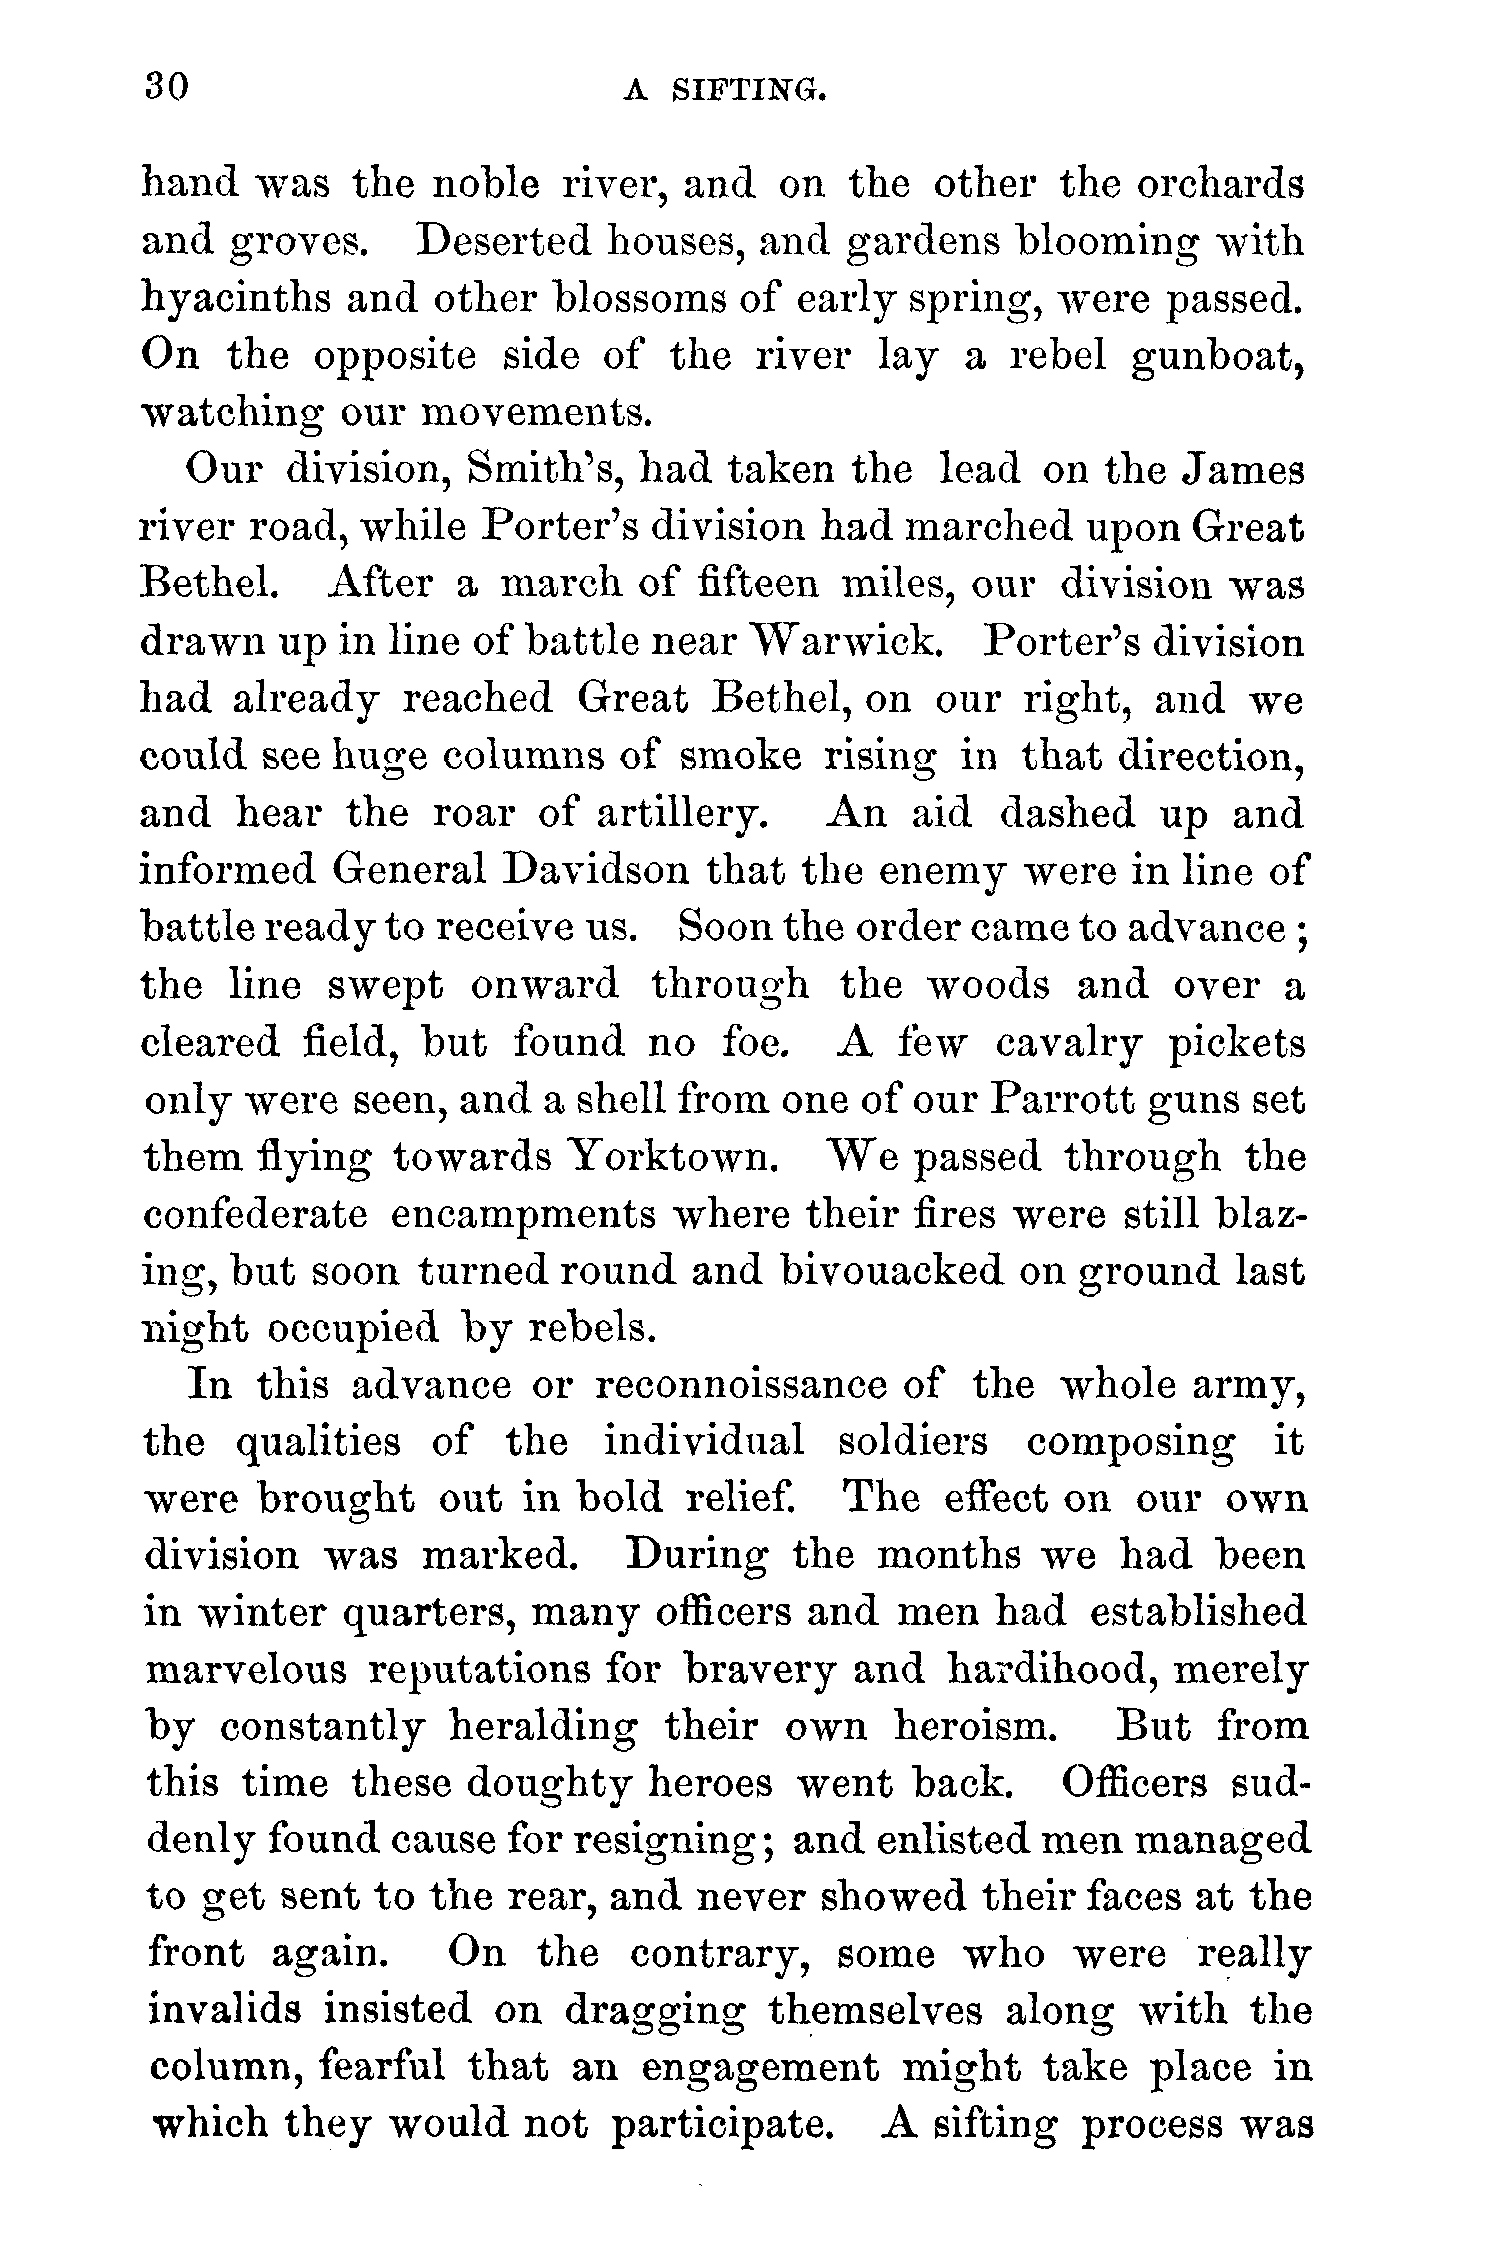 30 A SIFTING.
hand was the noble river, and on the other the orchards
and groves. Deserted houses, and gardens blooming with
hyacinths and other blossoms of early spring, were passed.
On the opposite side of the river lay a rebel gunboat,
watching our movements.
Our division, Smith's, had taken the lead on the James
river road, while Porter's division had marched upon Great
Bethel. After a march of fifteen miles, our division was
drawn up in line of battle near Warwick. Porter's division
had already reached Great Bethel, on our right, and we
could see huge columns of smoke rising in that direction,
and hear the roar of artillery. An aid dashed up and
informed General Davidson that the enemy were in line of
battle ready to receive us. Soon the order came to advance ;
the line swept onward through the woods and over a
cleared field, but found no foe. A few cavalry pickets
only were seen, and a shell from one of our Parrott guns set
them flying towards Yorktown. We passed through the
confederate encampments where their fires were still blaz-
ing, but soon turned round and bivouacked on ground last
night occupied by rebels.
In this advance or reconnoissance of the whole army,
the qualities of the individual soldiers composing it
were brought out in bold relief. The effect on our own
division was marked. During the months we had been
in winter quarters, many officers and men had established
marvelous reputations for bravery and hardihood, merely
by constantly heralding their own heroism. But from
this time these doughty heroes went back. Officers sud-
denly found cause for resigning; and enlisted men managed
to get sent to the rear, and never showed their faces at the
front again. On the contrary, some who were really
invalids insisted on dragging themselves along with the
column, fearful that an engagement might take place in
which they would not participate. A sifting process was